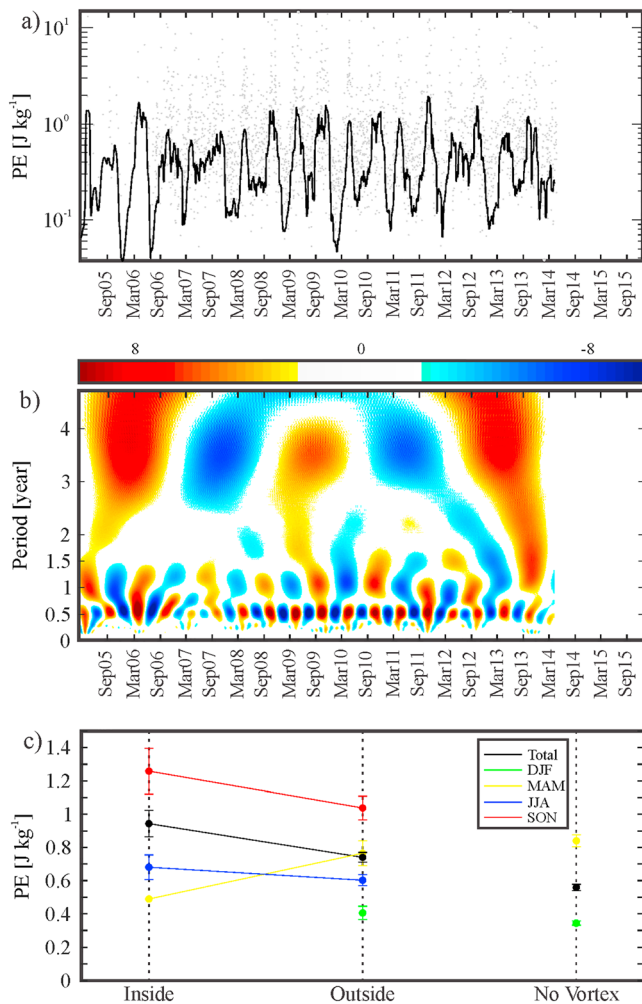 a)
PE [J kg⁻¹]
10¹
10⁰
10⁻¹
Sep05 Mar06 Sep06 Mar07 Sep07 Mar08 Sep08 Mar09 Sep09 Mar10 Sep10 Mar11 Sep11 Mar12 Sep12 Mar13 Sep13 Mar14 Sep14 Mar15 Sep15
8 0 -8
b)
Period [year]
4
3
2
1.5
1
0.5
0
Sep05 Mar06 Sep06 Mar07 Sep07 Mar08 Sep08 Mar09 Sep09 Mar10 Sep10 Mar11 Sep11 Mar12 Sep12 Mar13 Sep13 Mar14 Sep14 Mar15 Sep15
c)
PE [J kg⁻¹]
1.4
1.2
1
0.8
0.6
0.4
0.2
0
Total
DJF
MAM
JJA
SON
Inside Outside No Vortex